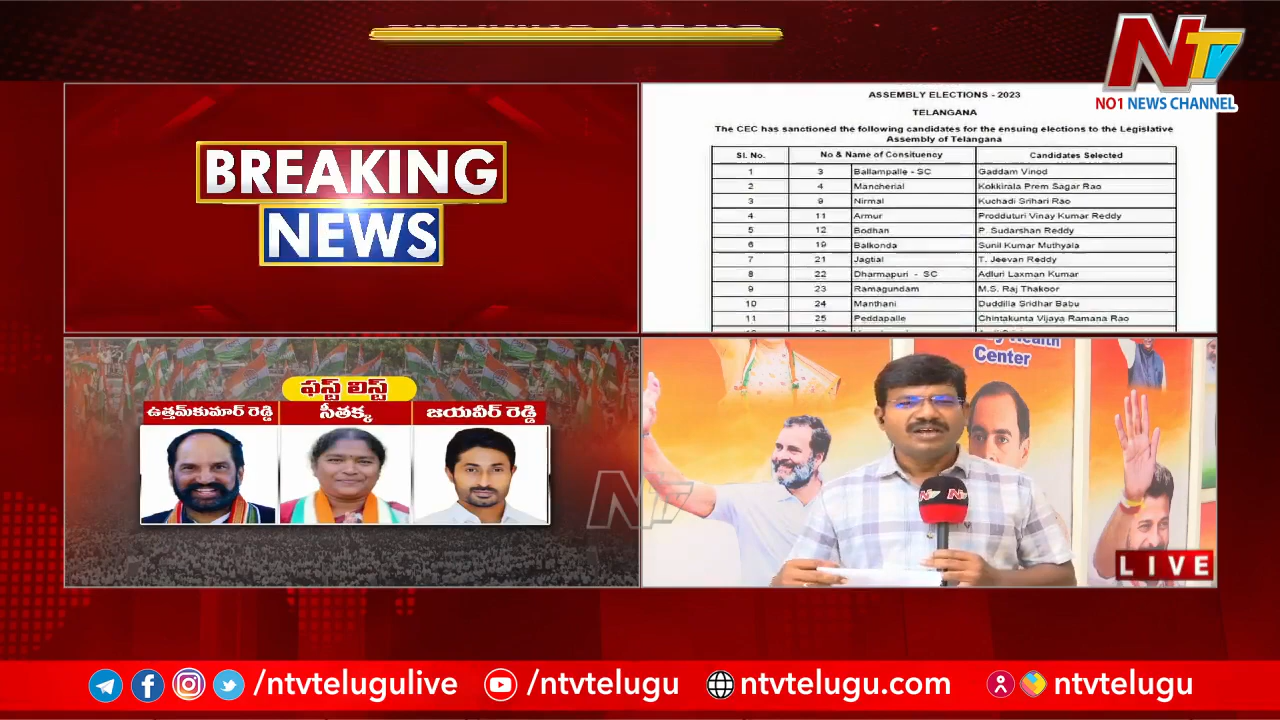 NTV
NO1 NEWS CHANNEL
BREAKING
NEWS
ASSEMBLY ELECTIONS - 2023
TELANGANA
The CEC has sanctioned the following candidates for the ensuing elections to the Legislative
Assembly of Telangana
Sl. No. No & Name of Consituency Candidates Selected
1 3 Ballampalle - SC Gaddam Vinod
2 4 Mancherial Kokkirala Prem Sagar Rao
3 9 Nirmal Kuchadi Srihari Rao
4 11 Armur Prodduturi Vinay Kumar Reddy
5 12 Bodhan P. Sudarshan Reddy
6 19 Balkonda Sunil Kumar Muthyala
7 21 Jagtial T. Jeevan Reddy
8 22 Dharmapuri - SC Adluri Laxman Kumar
9 23 Ramagundam M.S. Raj Thakoor
10 24 Manthani Duddilla Sridhar Babu
11 25 Peddapalle Chintakunta Vijaya Ramana Rao
ఫస్ట్ లిస్ట్
ఉత్తమ్‌కుమార్ రెడ్డి సీతక్క జయవీర్ రెడ్డి
NTV
Health
Center
LIVE
/ntvtelugulive /ntvtelugu ntvtelugu.com ntvtelugu